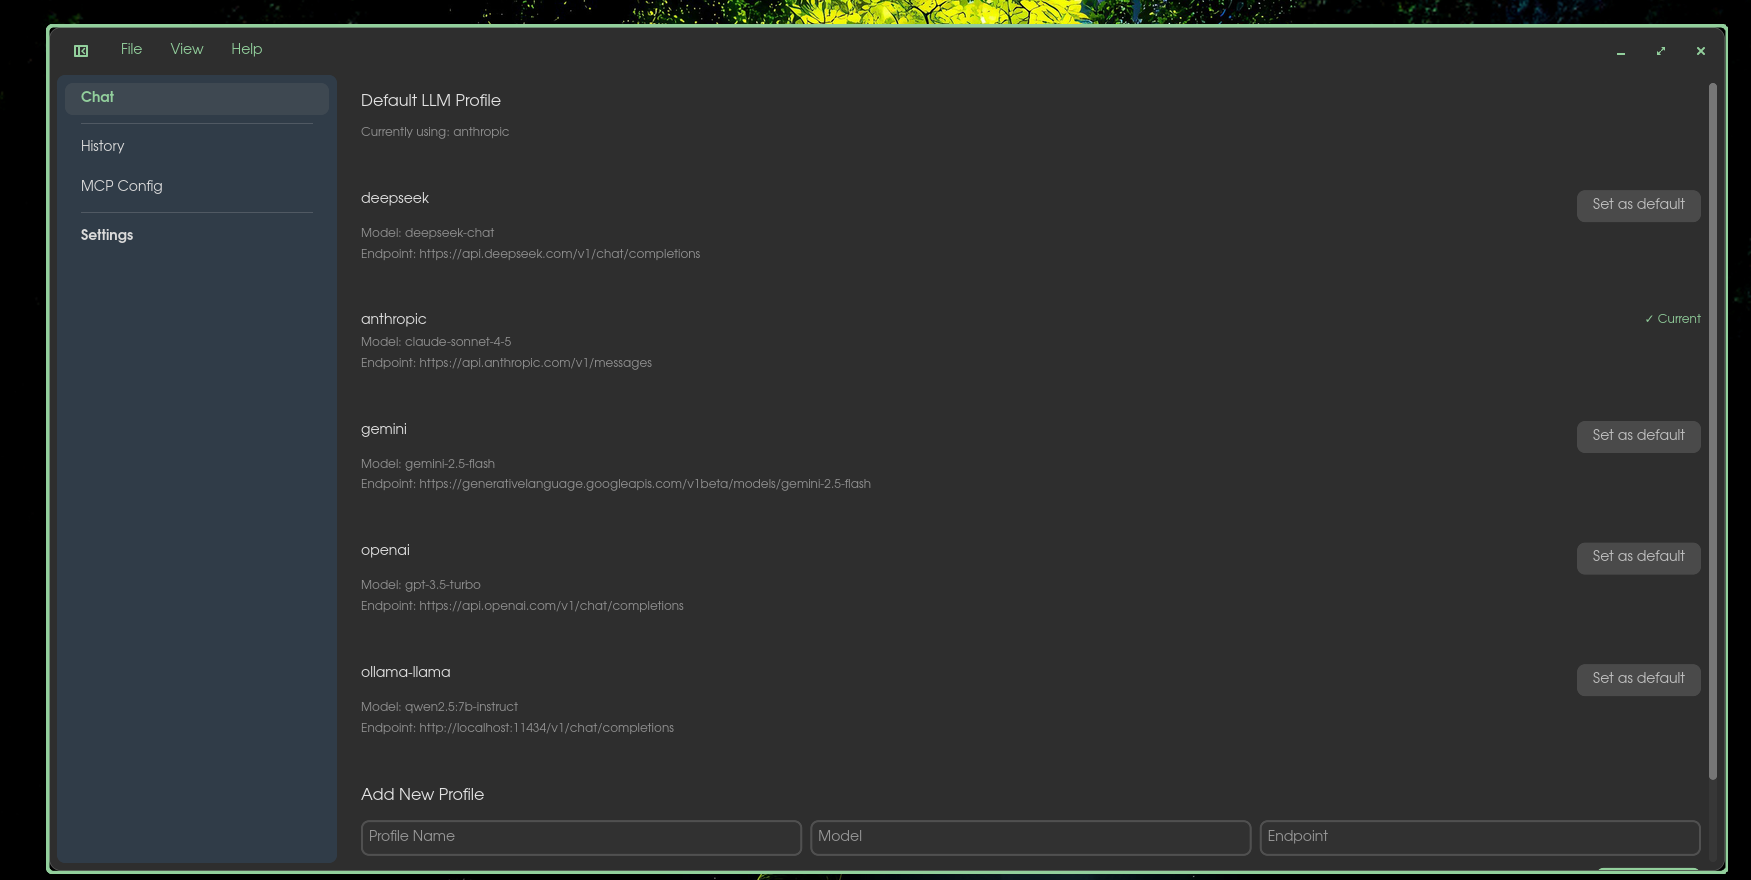 File View Help
Chat
History
MCP Config
Settings
Default LLM Profile
Currently using: anthropic
deepseek
Set as default
Model: deepseek-chat
Endpoint: https://api.deepseek.com/v1/chat/completions
anthropic
✓ Current
Model: claude-sonnet-4-5
Endpoint: https://api.anthropic.com/v1/messages
gemini
Set as default
Model: gemini-2.5-flash
Endpoint: https://generativelanguage.googleapis.com/v1beta/models/gemini-2.5-flash
openai
Set as default
Model: gpt-3.5-turbo
Endpoint: https://api.openai.com/v1/chat/completions
ollama-llama
Set as default
Model: qwen2.5:7b-instruct
Endpoint: http://localhost:11434/v1/chat/completions
Add New Profile
Profile Name
Model
Endpoint